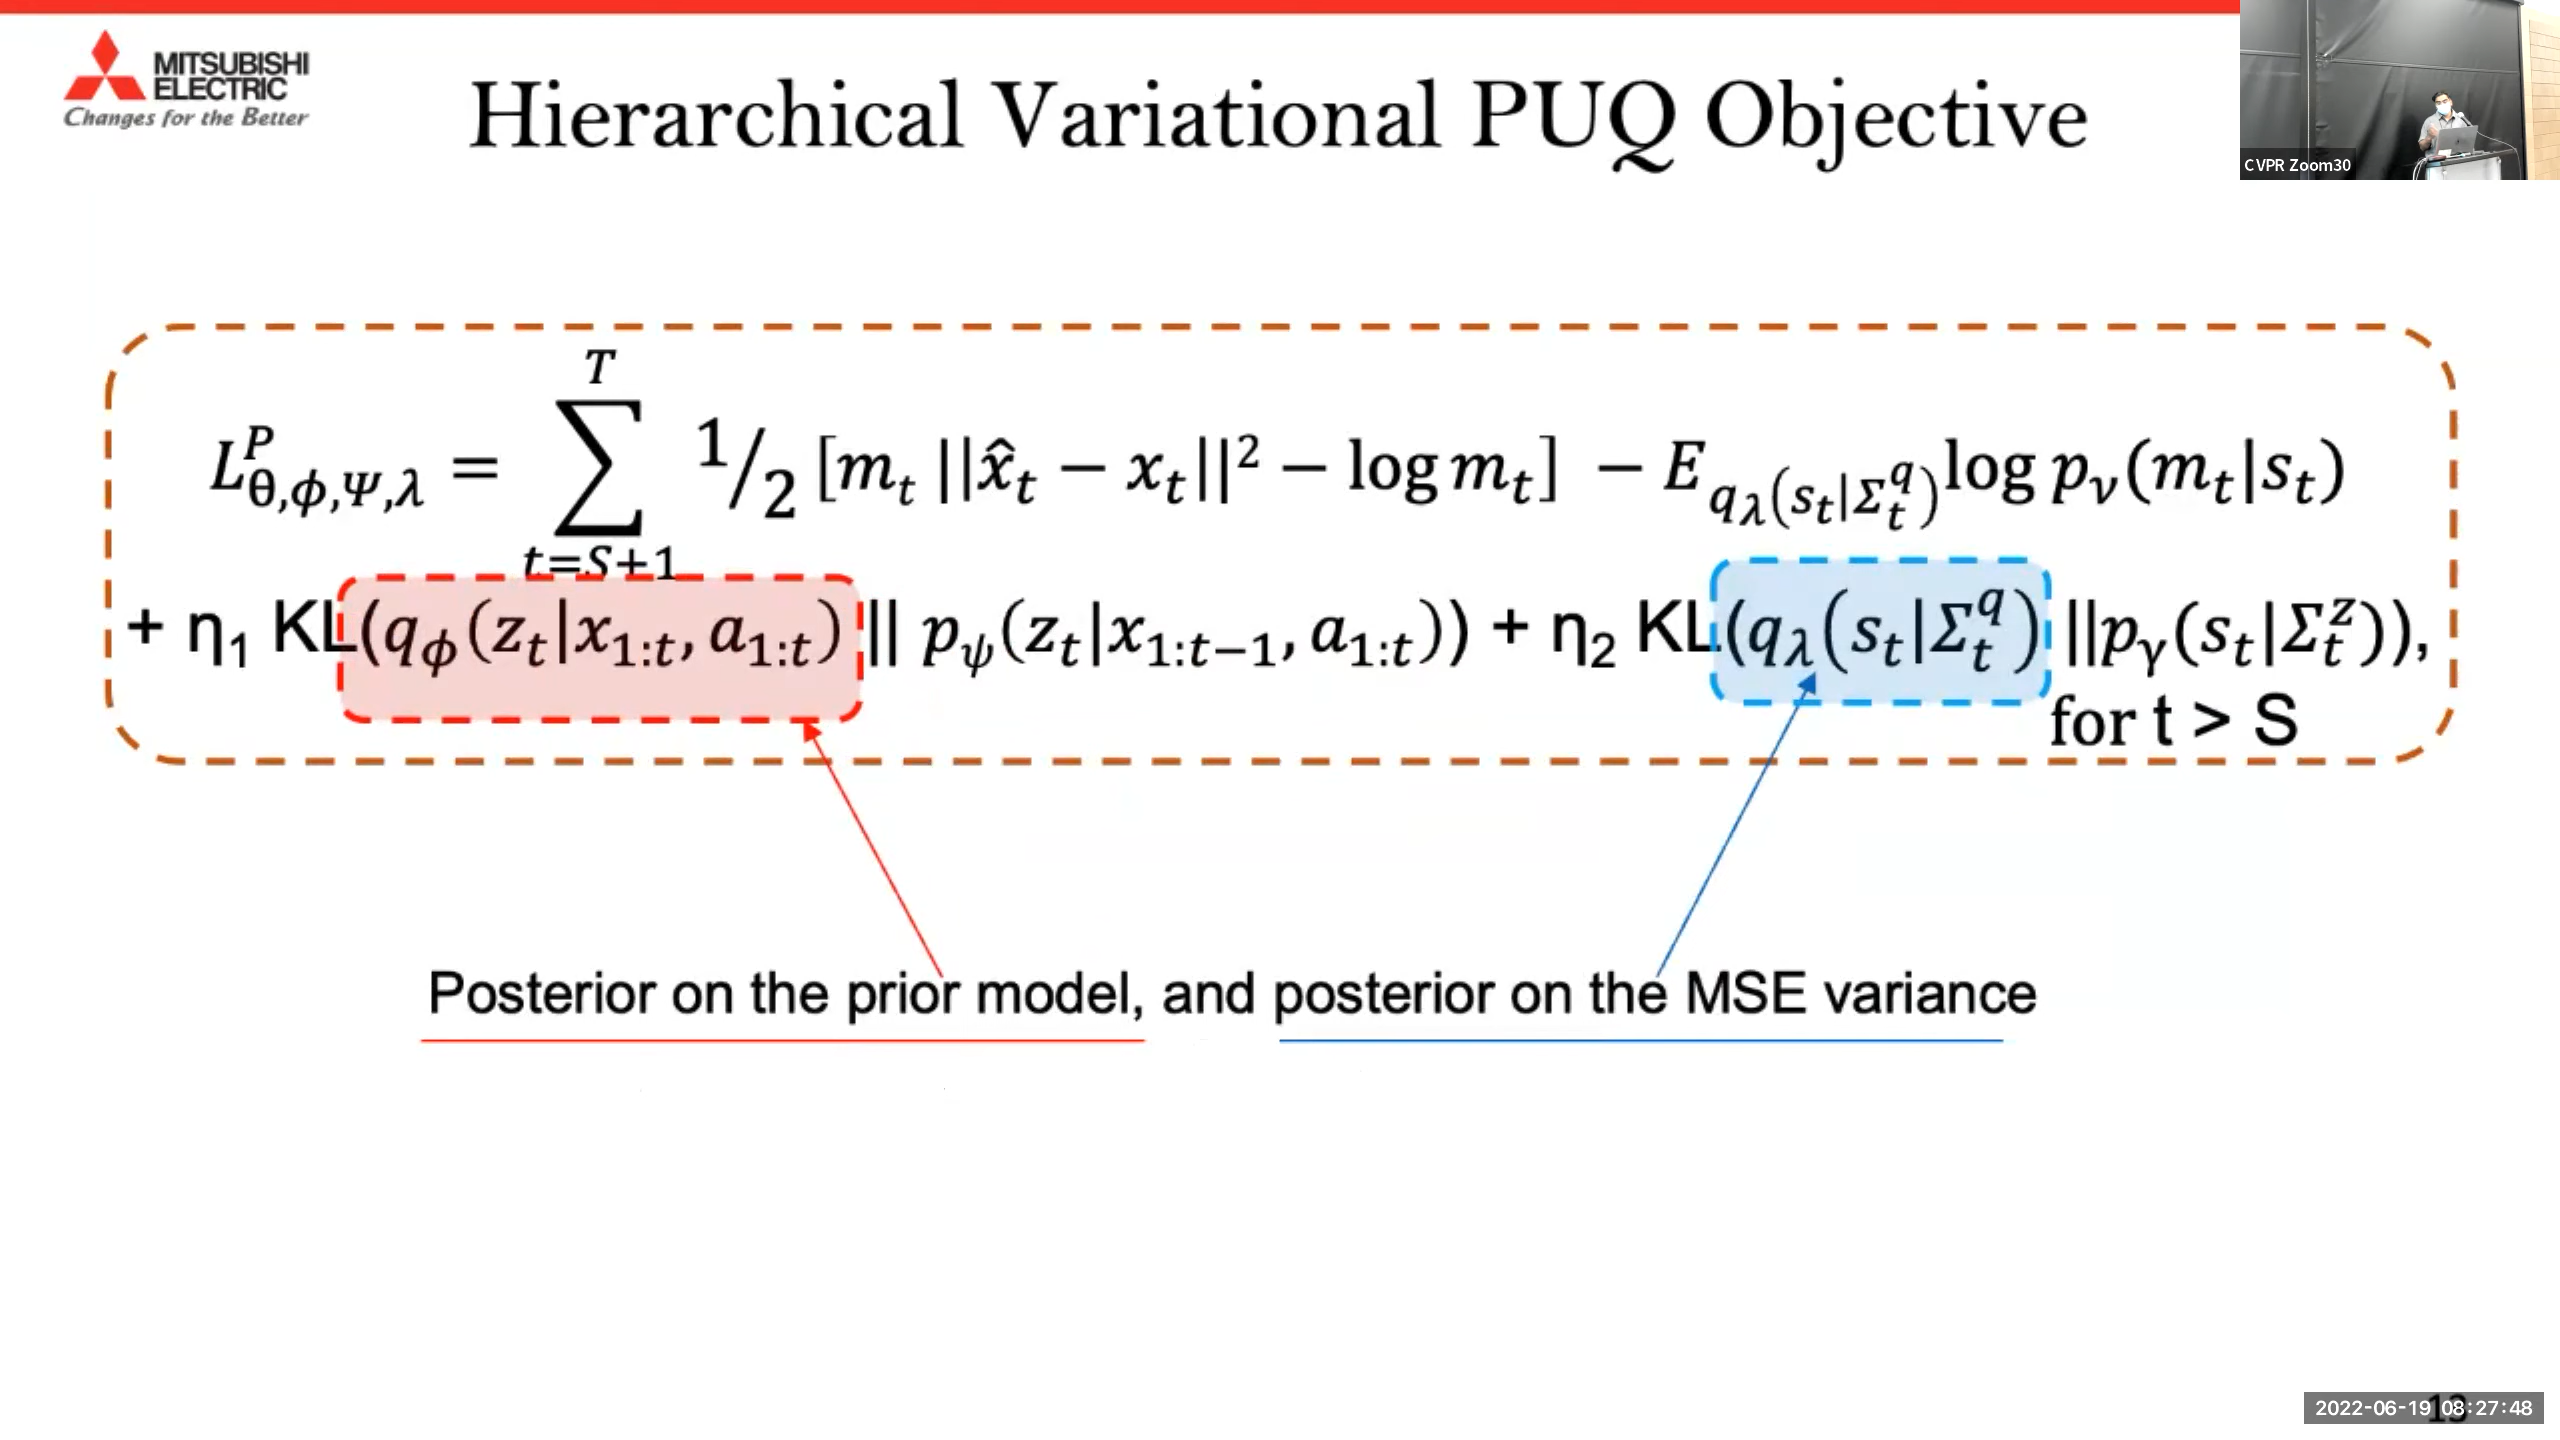 MITSUBISHI
ELECTRIC
Changes for the Better
Hierarchical Variational PUQ Objective
CVPR Zoom30
L^P_{θ,ϕ,Ψ,λ} = ∑_{t=S+1}^{T} 1/2 [m_t ||x̂_t − x_t||² − log m_t] − E_{q_λ(s_t|Σ_t^q)} log p_ν(m_t|s_t)
+ η₁ KL(q_ϕ(z_t|x_{1:t}, a_{1:t}) || p_ψ(z_t|x_{1:t−1}, a_{1:t})) + η₂ KL(q_λ(s_t|Σ_t^q) ||p_γ(s_t|Σ_t^z)),
for t > S
Posterior on the prior model, and posterior on the MSE variance
13
2022-06-19 08:27:48